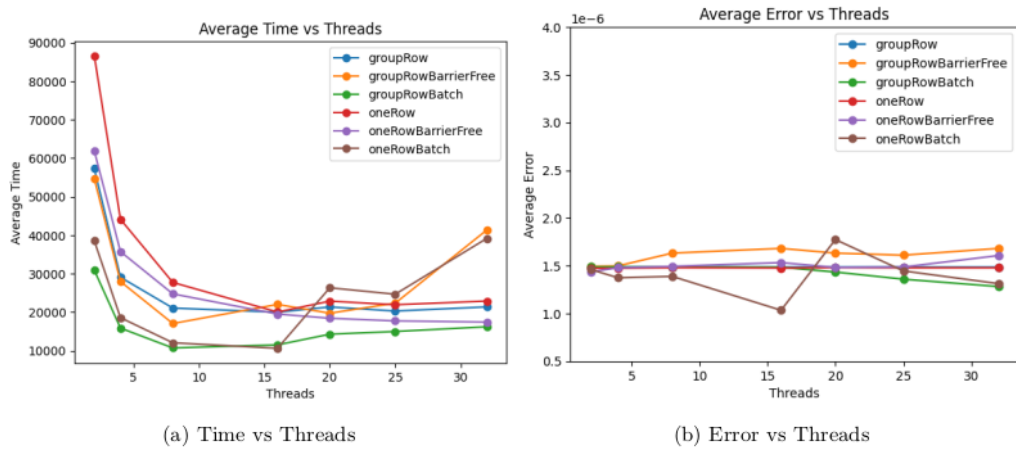 Average Time vs Threads
90000
80000
70000
60000
50000
40000
30000
20000
10000
Average Time
groupRow
groupRowBarrierFree
groupRowBatch
oneRow
oneRowBarrierFree
oneRowBatch
5 10 15 20 25 30
Threads
(a) Time vs Threads
Average Error vs Threads
1e−6
4.0
3.5
3.0
2.5
2.0
1.5
1.0
0.5
Average Error
groupRow
groupRowBarrierFree
groupRowBatch
oneRow
oneRowBarrierFree
oneRowBatch
5 10 15 20 25 30
Threads
(b) Error vs Threads